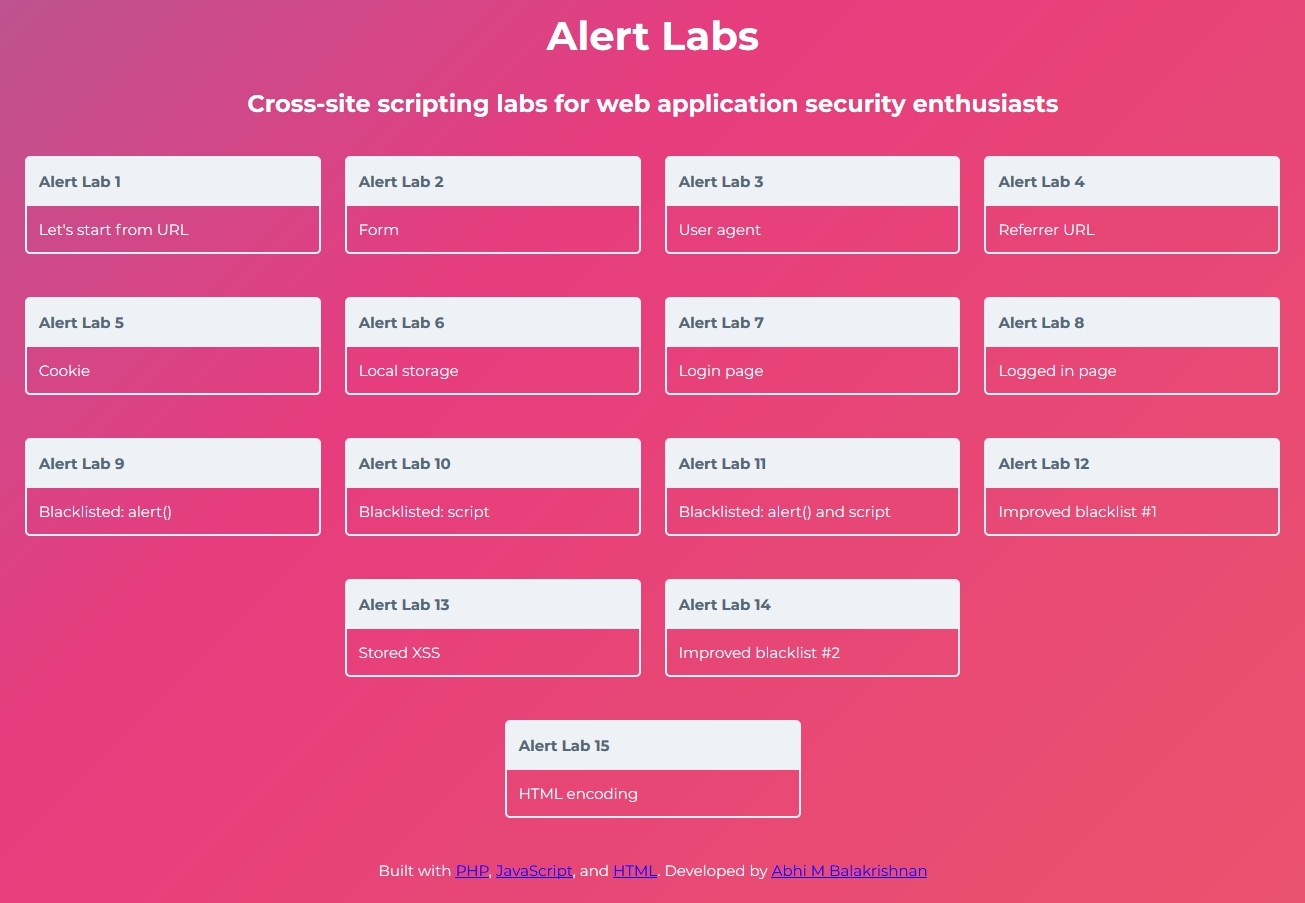 Alert Labs
Cross-site scripting labs for web application security enthusiasts
Alert Lab 1
Let's start from URL
Alert Lab 2
Form
Alert Lab 3
User agent
Alert Lab 4
Referrer URL
Alert Lab 5
Cookie
Alert Lab 6
Local storage
Alert Lab 7
Login page
Alert Lab 8
Logged in page
Alert Lab 9
Blacklisted: alert()
Alert Lab 10
Blacklisted: script
Alert Lab 11
Blacklisted: alert() and script
Alert Lab 12
Improved blacklist #1
Alert Lab 13
Stored XSS
Alert Lab 14
Improved blacklist #2
Alert Lab 15
HTML encoding
Built with PHP, JavaScript, and HTML. Developed by Abhi M Balakrishnan